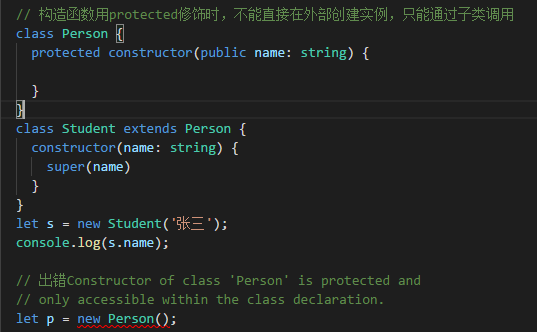 // 构造函数用protected修饰时，不能直接在外部创建实例，只能通过子类调用
class Person {
  protected constructor(public name: string) {

  }
}
class Student extends Person {
  constructor(name: string) {
    super(name)
  }
}
let s = new Student('张三');
console.log(s.name);

// 出错Constructor of class 'Person' is protected and
// only accessible within the class declaration.
let p = new Person();